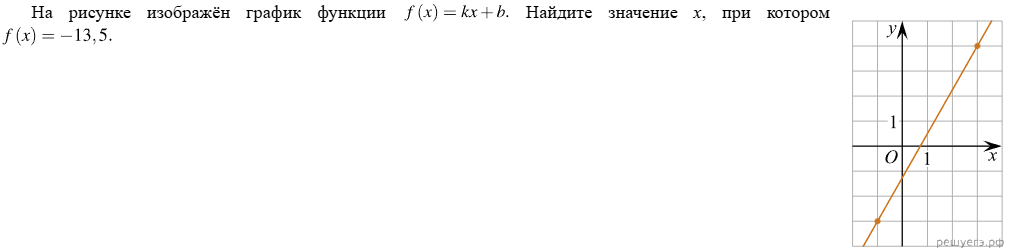 На рисунке изображён график функции f (x) = kx + b. Найдите значение x, при котором
f (x) = −13,5.
y
1
O
1
x
решуегэ.рф